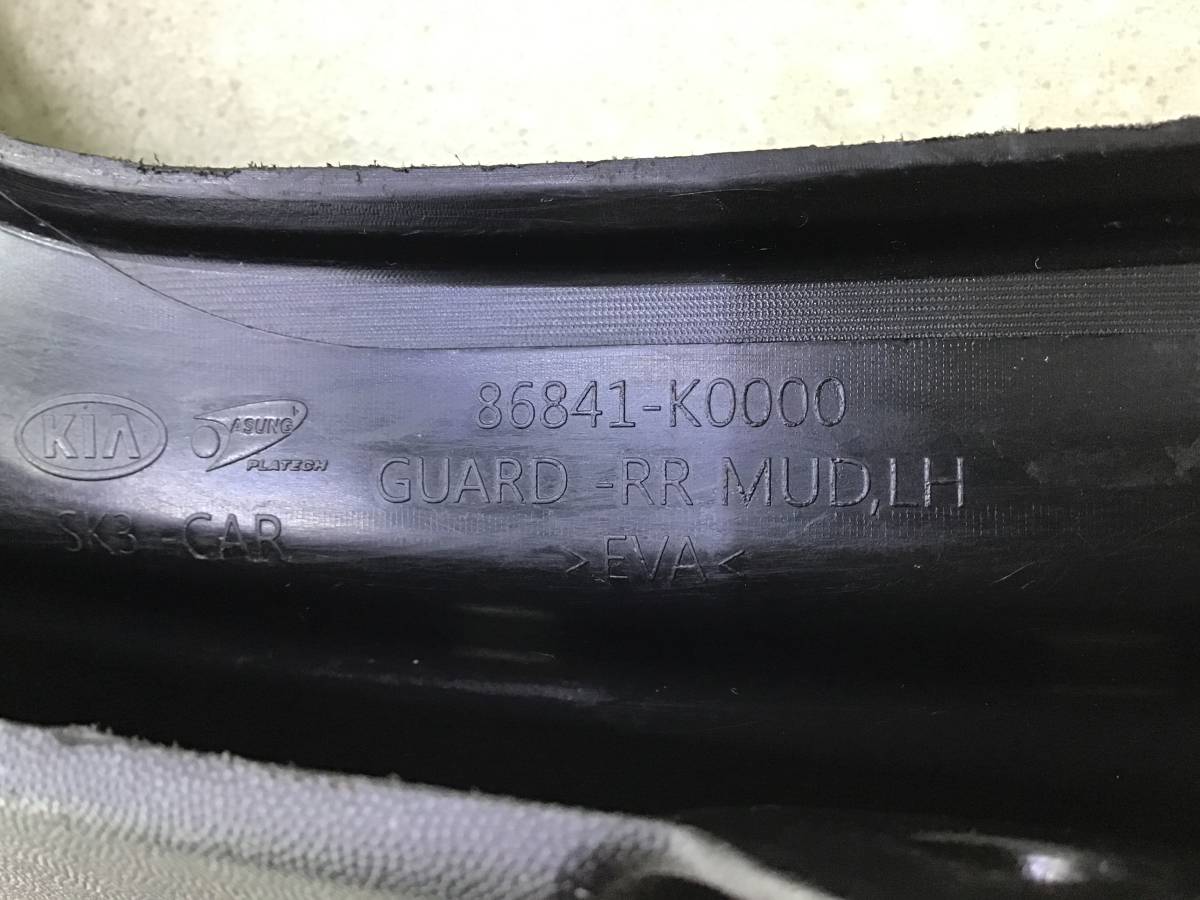 86841-K0000
KIA
ASUNG
PLATECH
GUARD -RR MUD,LH
SK3 -CAR
>EVA<